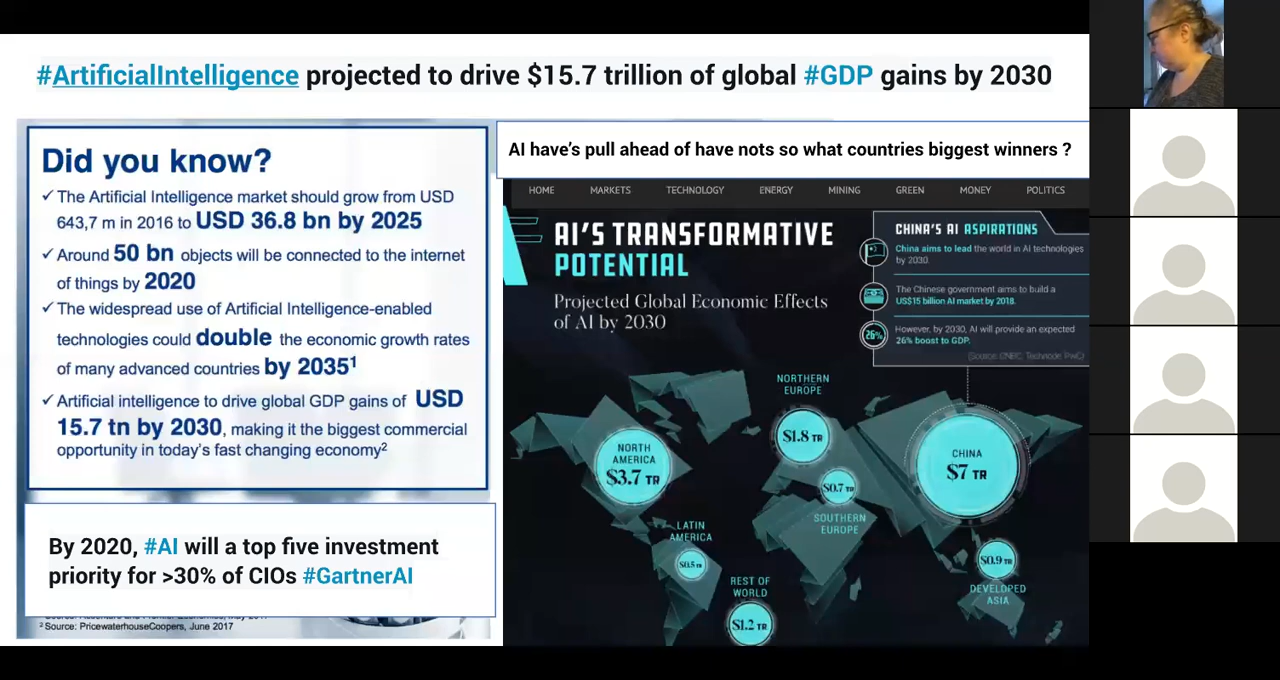 #ArtificialIntelligence projected to drive $15.7 trillion of global #GDP gains by 2030
Did you know?
✓ The Artificial Intelligence market should grow from USD
643,7 m in 2016 to USD 36.8 bn by 2025
✓ Around 50 bn objects will be connected to the internet
of things by 2020
✓ The widespread use of Artificial Intelligence-enabled
technologies could double the economic growth rates
of many advanced countries by 2035¹
✓ Artificial intelligence to drive global GDP gains of USD
15.7 tn by 2030, making it the biggest commercial
opportunity in today's fast changing economy²
By 2020, #AI will a top five investment
priority for >30% of CIOs #GartnerAI
² Source: PricewaterhouseCoopers, June 2017
AI have's pull ahead of have nots so what countries biggest winners ?
HOME MARKETS TECHNOLOGY ENERGY MINING GREEN MONEY POLITICS
AI'S TRANSFORMATIVE
POTENTIAL
Projected Global Economic Effects
of AI by 2030
CHINA'S AI ASPIRATIONS
China aims to lead the world in AI technologies
by 2030.
The Chinese government aims to build a
US$15 billion AI market by 2018.
26%
However, by 2030, AI will provide an expected
26% boost to GDP.
(Source: CNBC, Technode, PwC)
NORTHERN
EUROPE
$1.8 TR
NORTH
AMERICA
$3.7 TR
CHINA
$7 TR
$0.7 TR
SOUTHERN
EUROPE
LATIN
AMERICA
$0.5 TR
$0.9 TR
DEVELOPED
ASIA
REST OF
WORLD
$1.2 TR